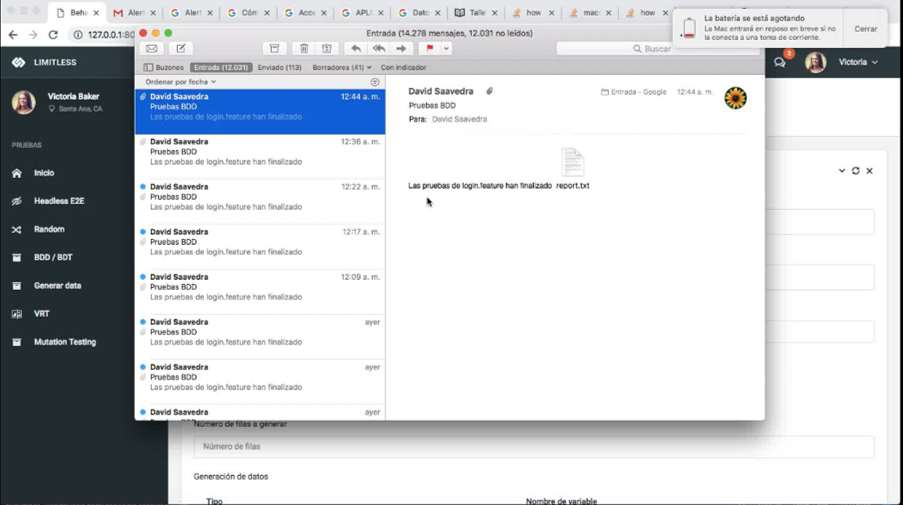 Beha
Alert
Alert
Cóm
Acce
APLI
Dato
Talle
how
mac
how
127.0.0.1:80
La batería se está agotando
La Mac entrará en reposo en breve si no
la conecta a una toma de corriente.
Cerrar
Entrada (14.278 mensajes, 12.031 no leídos)
Buscar
LIMITLESS
3
Victoria
Buzones
Entrada (12.031)
Enviado (113)
Borradores (41)
Con indicador
Ordenar por fecha
Victoria Baker
Santa Ana, CA
PRUEBAS
Inicio
Headless E2E
Random
BDD / BDT
Generar data
VRT
Mutation Testing
David Saavedra
12:44 a. m.
Pruebas BDD
Las pruebas de login.feature han finalizado
David Saavedra
12:36 a. m.
Pruebas BDD
Las pruebas de login.feature han finalizado
David Saavedra
12:22 a. m.
Pruebas BDD
Las pruebas de login.feature han finalizado
David Saavedra
12:17 a. m.
Pruebas BDD
Las pruebas de login.feature han finalizado
David Saavedra
12:09 a. m.
Pruebas BDD
Las pruebas de login.feature han finalizado
David Saavedra
ayer
Pruebas BDD
Las pruebas de login.feature han finalizado
David Saavedra
ayer
Pruebas BDD
Las pruebas de login.feature han finalizado
David Saavedra
ayer
David Saavedra
Entrada - Google
12:44 a. m.
Pruebas BDD
Para: David Saavedra
Las pruebas de login.feature han finalizado report.txt
Número de filas a generar
Número de filas
Generación de datos
Tipo
Nombre de variable